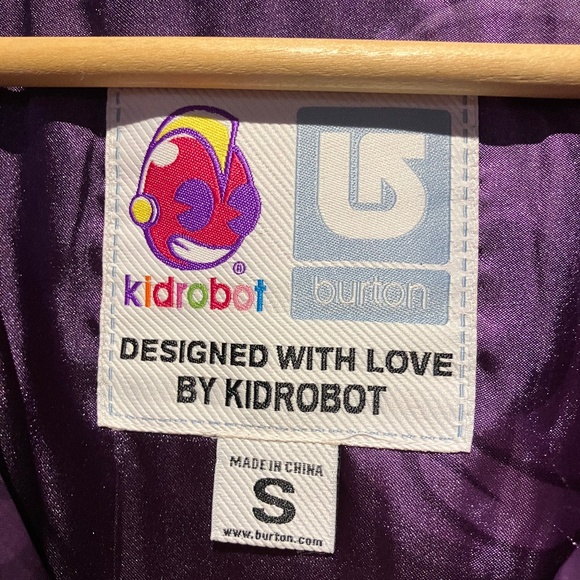 kidrobot
®
burton
DESIGNED WITH LOVE
BY KIDROBOT
MADE IN CHINA
S
www.burton.com